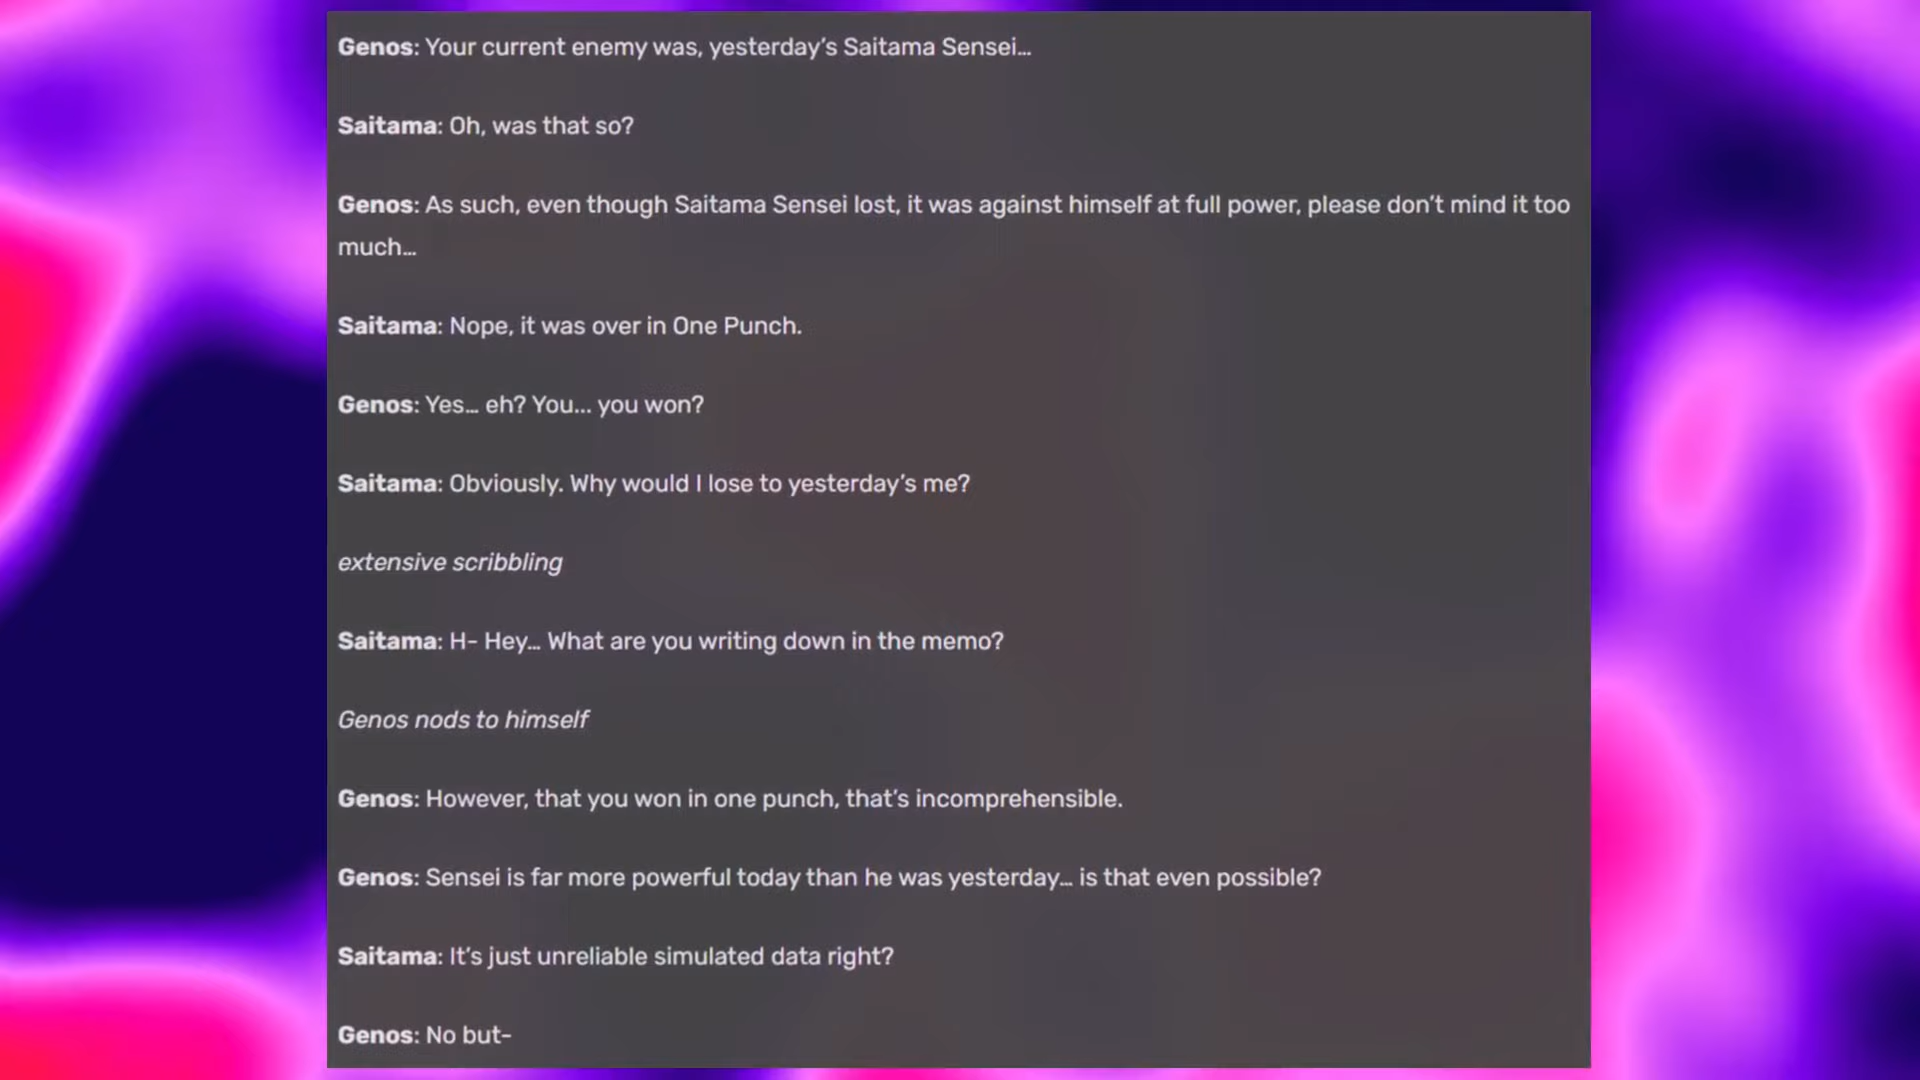 Genos: Your current enemy was, yesterday’s Saitama Sensei…
Saitama: Oh, was that so?
Genos: As such, even though Saitama Sensei lost, it was against himself at full power, please don’t mind it too
much…
Saitama: Nope, it was over in One Punch.
Genos: Yes… eh? You... you won?
Saitama: Obviously. Why would I lose to yesterday’s me?
extensive scribbling
Saitama: H- Hey… What are you writing down in the memo?
Genos nods to himself
Genos: However, that you won in one punch, that’s incomprehensible.
Genos: Sensei is far more powerful today than he was yesterday… is that even possible?
Saitama: It’s just unreliable simulated data right?
Genos: No but-